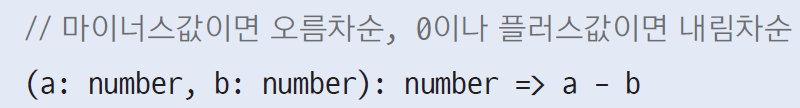 // 마이너스값이면 오름차순, 0이나 플러스값이면 내림차순
(a: number, b: number): number => a - b